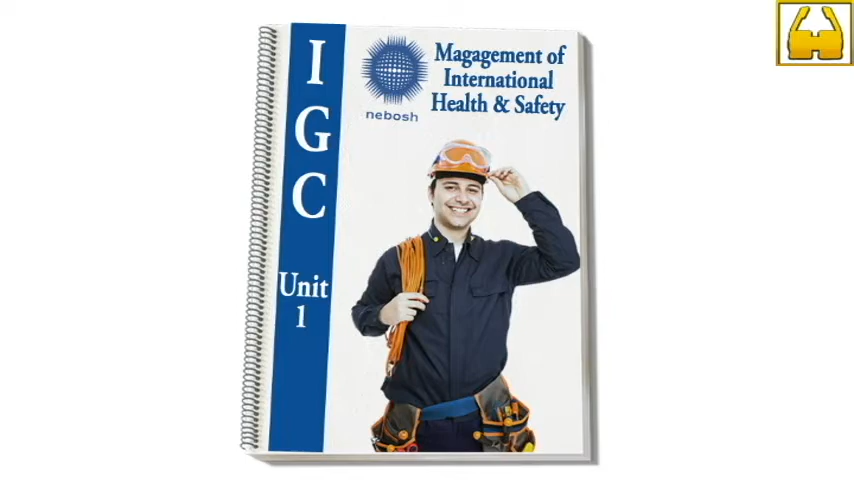 I
G
C
Unit
1
nebosh
Magagement of
International
Health & Safety